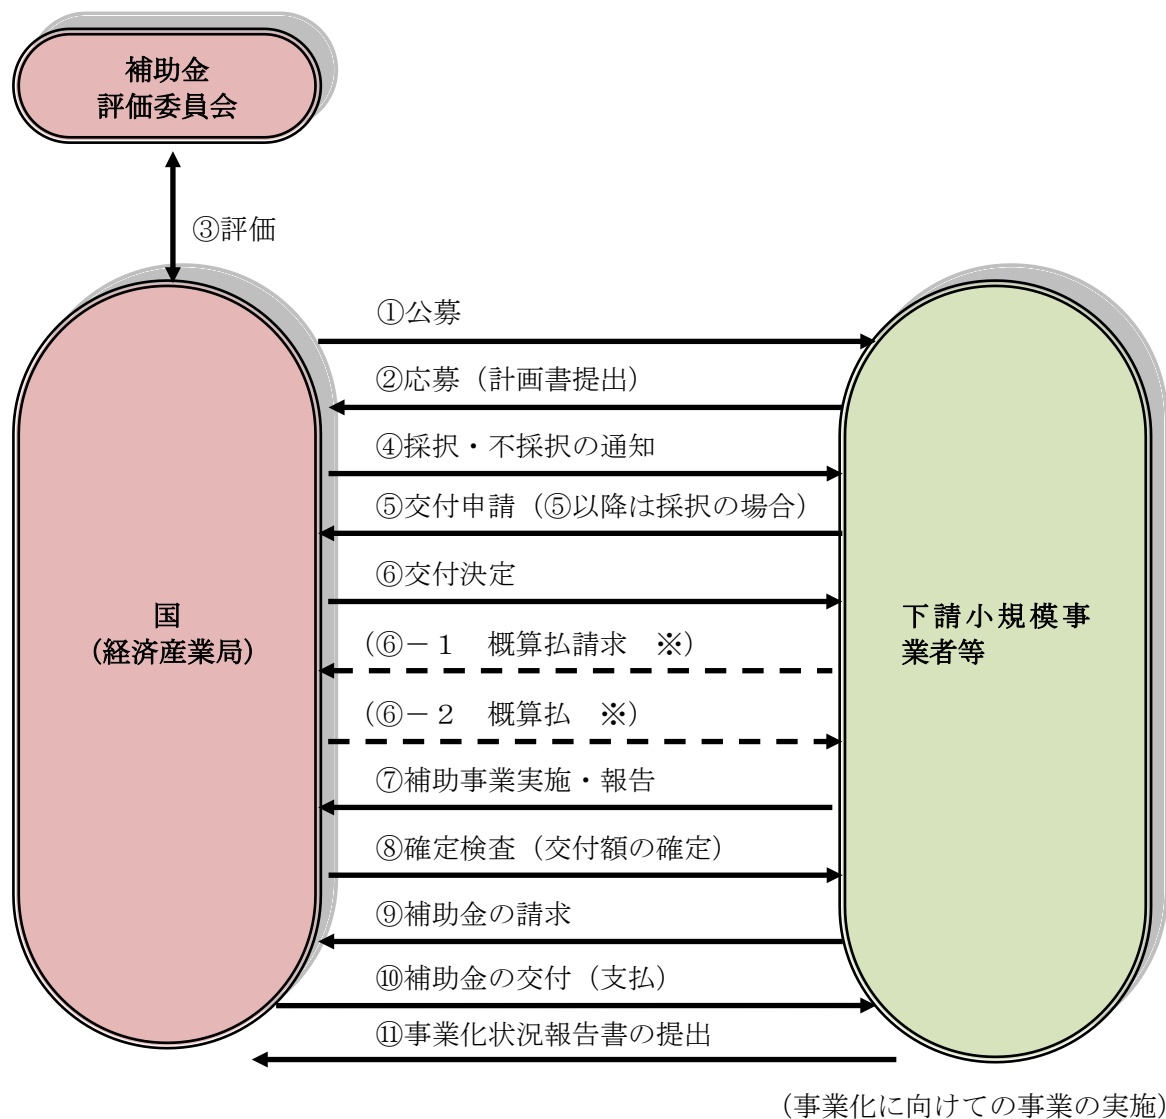 補助金
評価委員会
③評価
①公募
②応募（計画書提出）
④採択・不採択の通知
⑤交付申請（⑤以降は採択の場合）
⑥交付決定
国
（経済産業局）
下請小規模事
業者等
（⑥－１　概算払請求　※）
（⑥－２　概算払　※）
⑦補助事業実施・報告
⑧確定検査（交付額の確定）
⑨補助金の請求
⑩補助金の交付（支払）
⑪事業化状況報告書の提出
（事業化に向けての事業の実施）